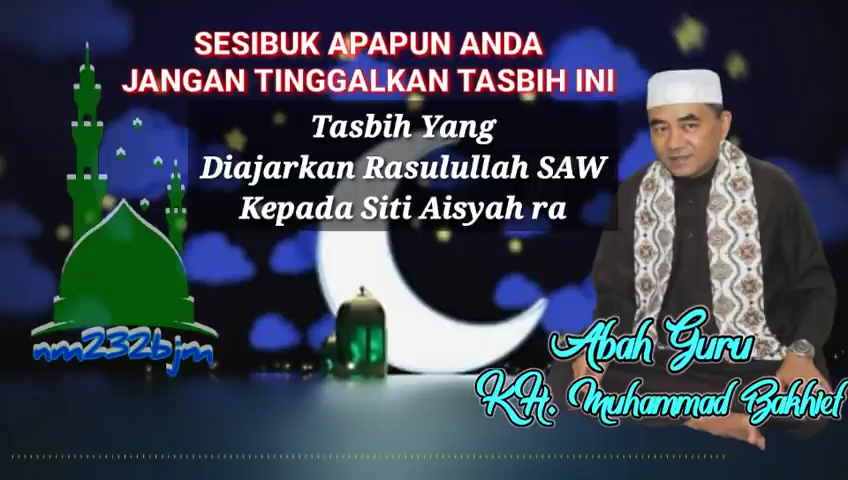 SESIBUK APAPUN ANDA
JANGAN TINGGALKAN TASBIH INI
Tasbih Yang
Diajarkan Rasulullah SAW
Kepada Siti Aisyah ra
nm232bjm
Abah Guru
KH. Muhammad Bakhiet